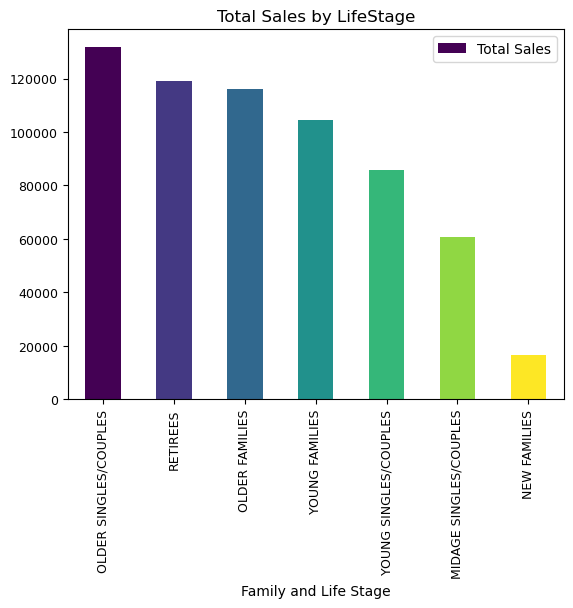 Total Sales by LifeStage
Total Sales
120000
100000
80000
60000
40000
20000
0
OLDER SINGLES/COUPLES
RETIREES
OLDER FAMILIES
YOUNG FAMILIES
YOUNG SINGLES/COUPLES
MIDAGE SINGLES/COUPLES
NEW FAMILIES
Family and Life Stage